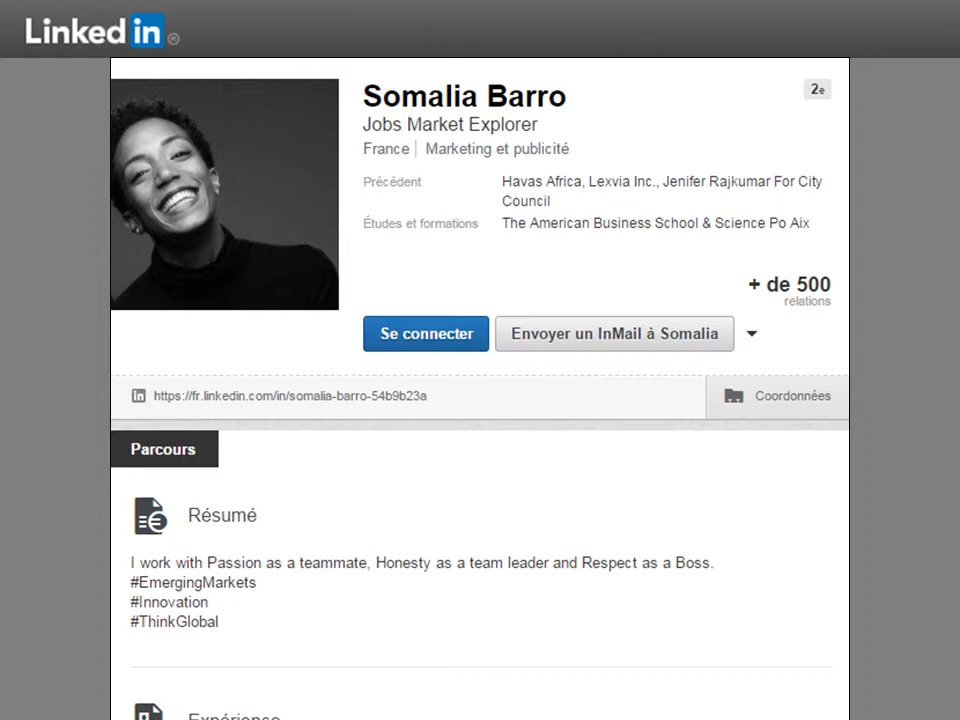 Linked in ®
Somalia Barro
2e
Jobs Market Explorer
France | Marketing et publicité
Précédent Havas Africa, Lexvia Inc., Jenifer Rajkumar For City
Council
Études et formations The American Business School & Science Po Aix
+ de 500
relations
Se connecter Envoyer un InMail à Somalia
https://fr.linkedin.com/in/somalia-barro-54b9b23a Coordonnées
Parcours
Résumé
I work with Passion as a teammate, Honesty as a team leader and Respect as a Boss.
#EmergingMarkets
#Innovation
#ThinkGlobal
Expérience